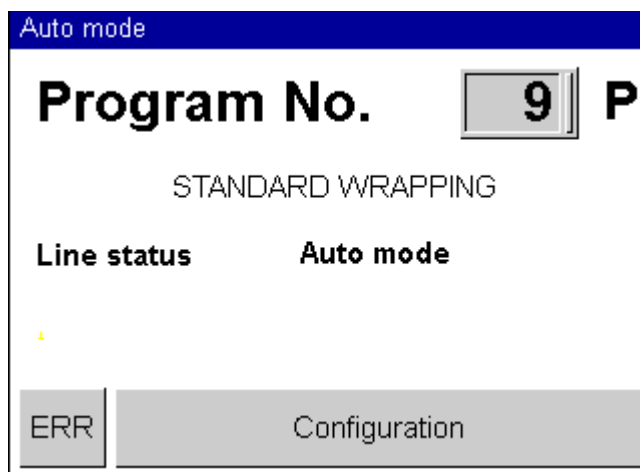 Auto mode
Program No. 9 P
STANDARD WRAPPING
Line status Auto mode
ERR Configuration